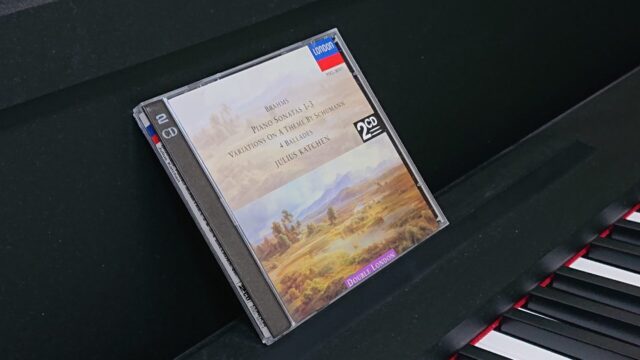 LONDON
BRAHMS
PIANO SONATAS 1-3
VARIATIONS ON A THEME BY SCHUMANN
4 BALLADES
JULIUS KATCHEN
2CD
2 CD
DOUBLE LONDON